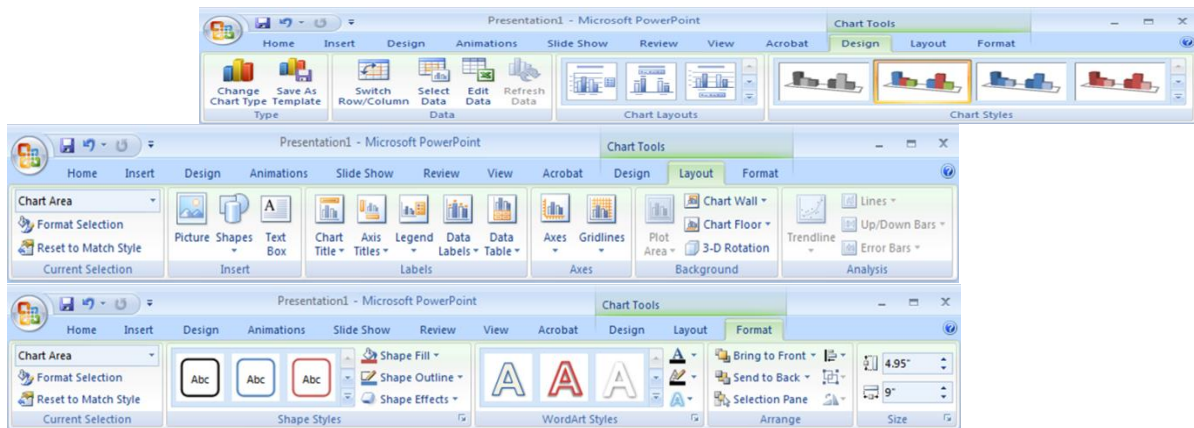 Presentation1 - Microsoft PowerPoint Chart Tools
Home Insert Design Animations Slide Show Review View Acrobat Design Layout Format
Change Chart Type Save As Template Switch Row/Column Select Data Edit Data Refresh Data
Type Data Chart Layouts Chart Styles
Presentation1 - Microsoft PowerPoint Chart Tools
Home Insert Design Animations Slide Show Review View Acrobat Design Layout Format
Chart Area
Format Selection
Reset to Match Style
Picture Shapes Text Box Chart Title Axis Titles Legend Data Labels Data Table Axes Gridlines Plot Area
Chart Wall
Chart Floor
3-D Rotation
Trendline
Lines
Up/Down Bars
Error Bars
Current Selection Insert Labels Axes Background Analysis
Presentation1 - Microsoft PowerPoint Chart Tools
Home Insert Design Animations Slide Show Review View Acrobat Design Layout Format
Chart Area
Format Selection
Reset to Match Style
Abc Abc Abc
Shape Fill
Shape Outline
Shape Effects
A A A
A
A
Bring to Front
Send to Back
Selection Pane
4.95"
9"
Current Selection Shape Styles WordArt Styles Arrange Size